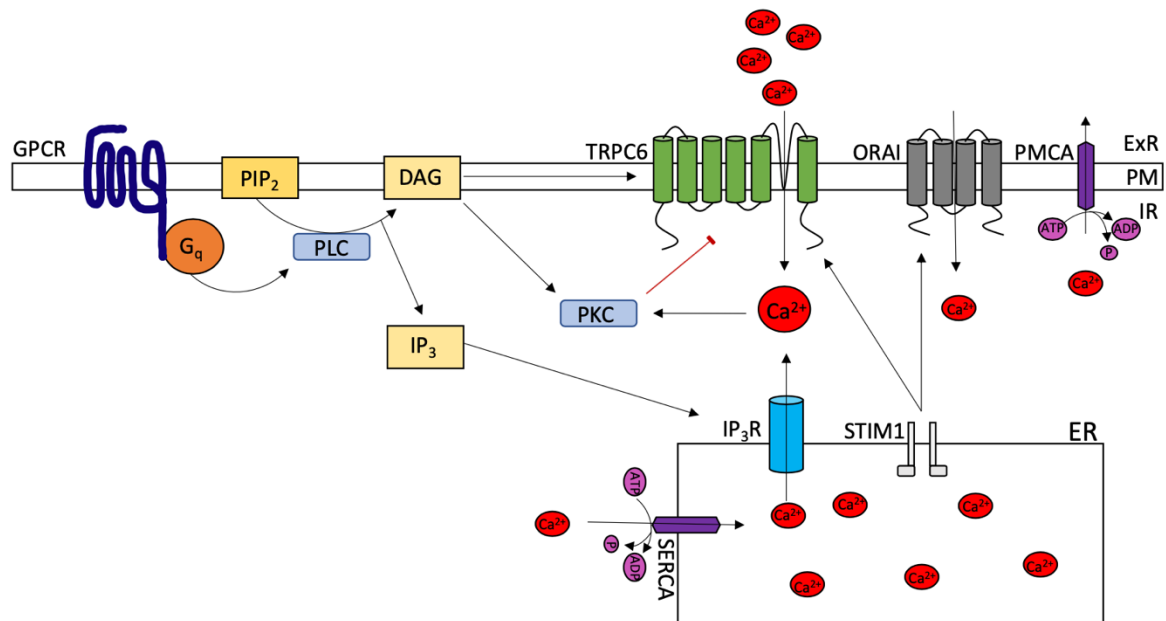 Ca²⁺
Ca²⁺
Ca²⁺
Ca²⁺
GPCR
TRPC6
ORAI
PMCA
ExR
PIP₂
DAG
PM
IR
G_q
PLC
ATP
ADP
P
Ca²⁺
PKC
Ca²⁺
Ca²⁺
IP₃
IP₃R
STIM1
ER
ATP
Ca²⁺
P
ADP
SERCA
Ca²⁺
Ca²⁺
Ca²⁺
Ca²⁺
Ca²⁺
Ca²⁺